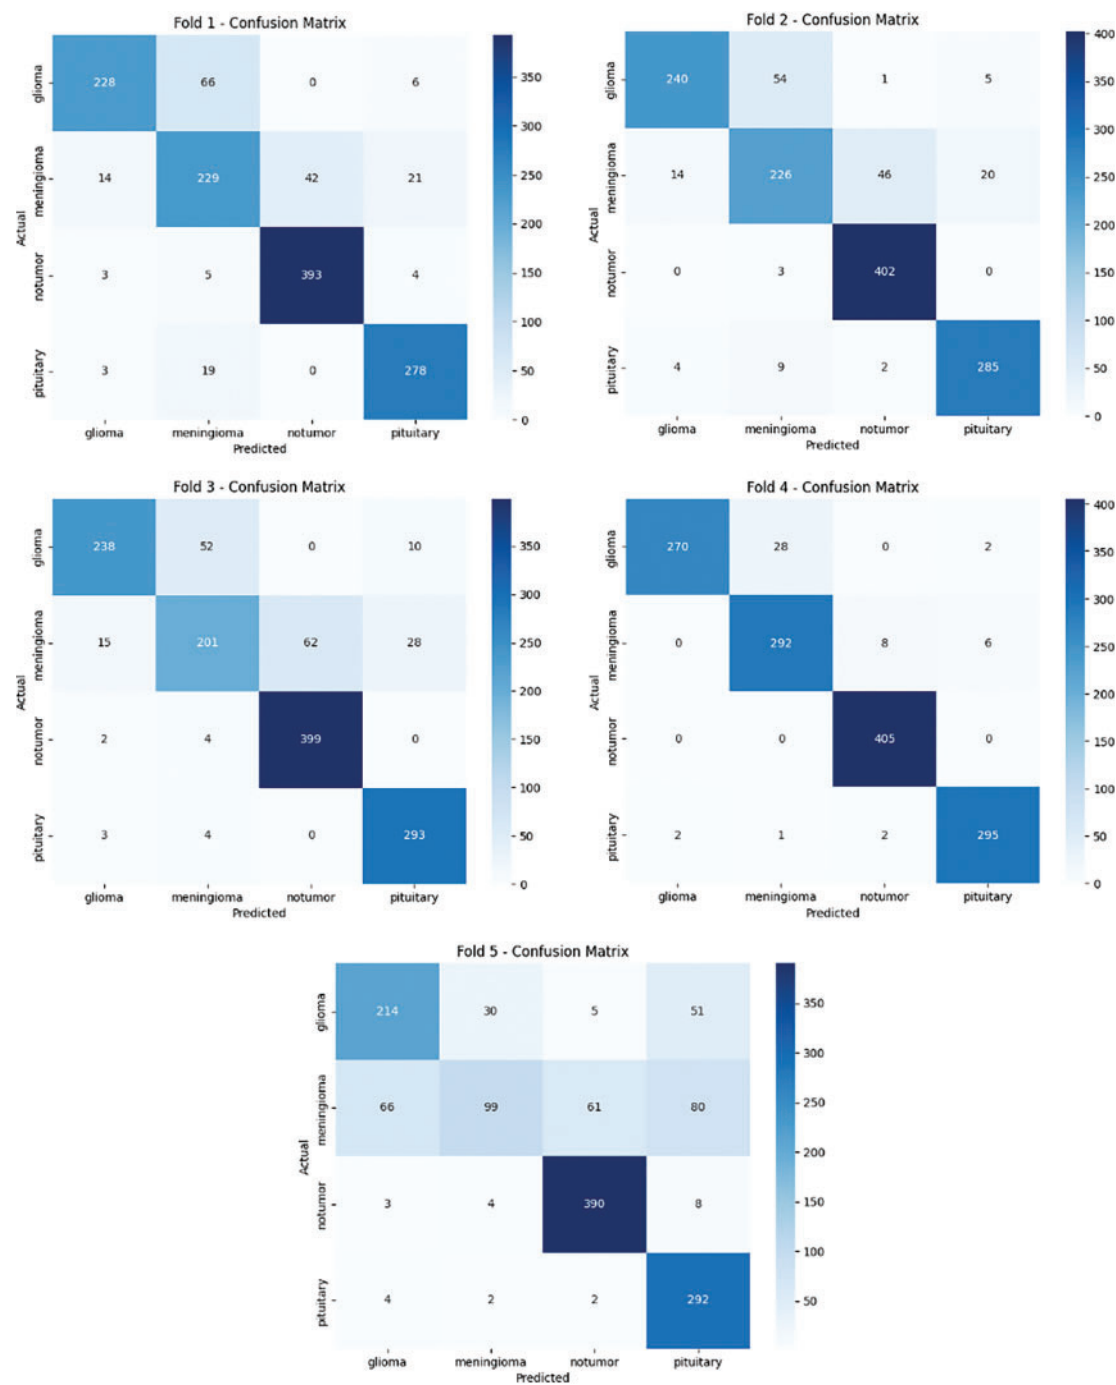 Fold 1 - Confusion Matrix
glioma 228 66 0 6
meningioma 14 229 42 21
notumor 3 5 393 4
pituitary 3 19 0 278
Actual
glioma meningioma notumor pituitary
Predicted
350
300
250
200
150
100
50
0
Fold 2 - Confusion Matrix
glioma 240 54 1 5
meningioma 14 226 46 20
notumor 0 3 402 0
pituitary 4 9 2 285
Actual
glioma meningioma notumor pituitary
Predicted
400
350
300
250
200
150
100
50
0
Fold 3 - Confusion Matrix
glioma 238 52 0 10
meningioma 15 201 62 28
notumor 2 4 399 0
pituitary 3 4 0 293
Actual
glioma meningioma notumor pituitary
Predicted
350
300
250
200
150
100
50
0
Fold 4 - Confusion Matrix
glioma 270 28 0 2
meningioma 0 292 8 6
notumor 0 0 405 0
pituitary 2 1 2 295
Actual
glioma meningioma notumor pituitary
Predicted
400
350
300
250
200
150
100
50
0
Fold 5 - Confusion Matrix
glioma 214 30 5 51
meningioma 66 99 61 80
notumor 3 4 390 8
pituitary 4 2 2 292
Actual
glioma meningioma notumor pituitary
Predicted
350
300
250
200
150
100
50